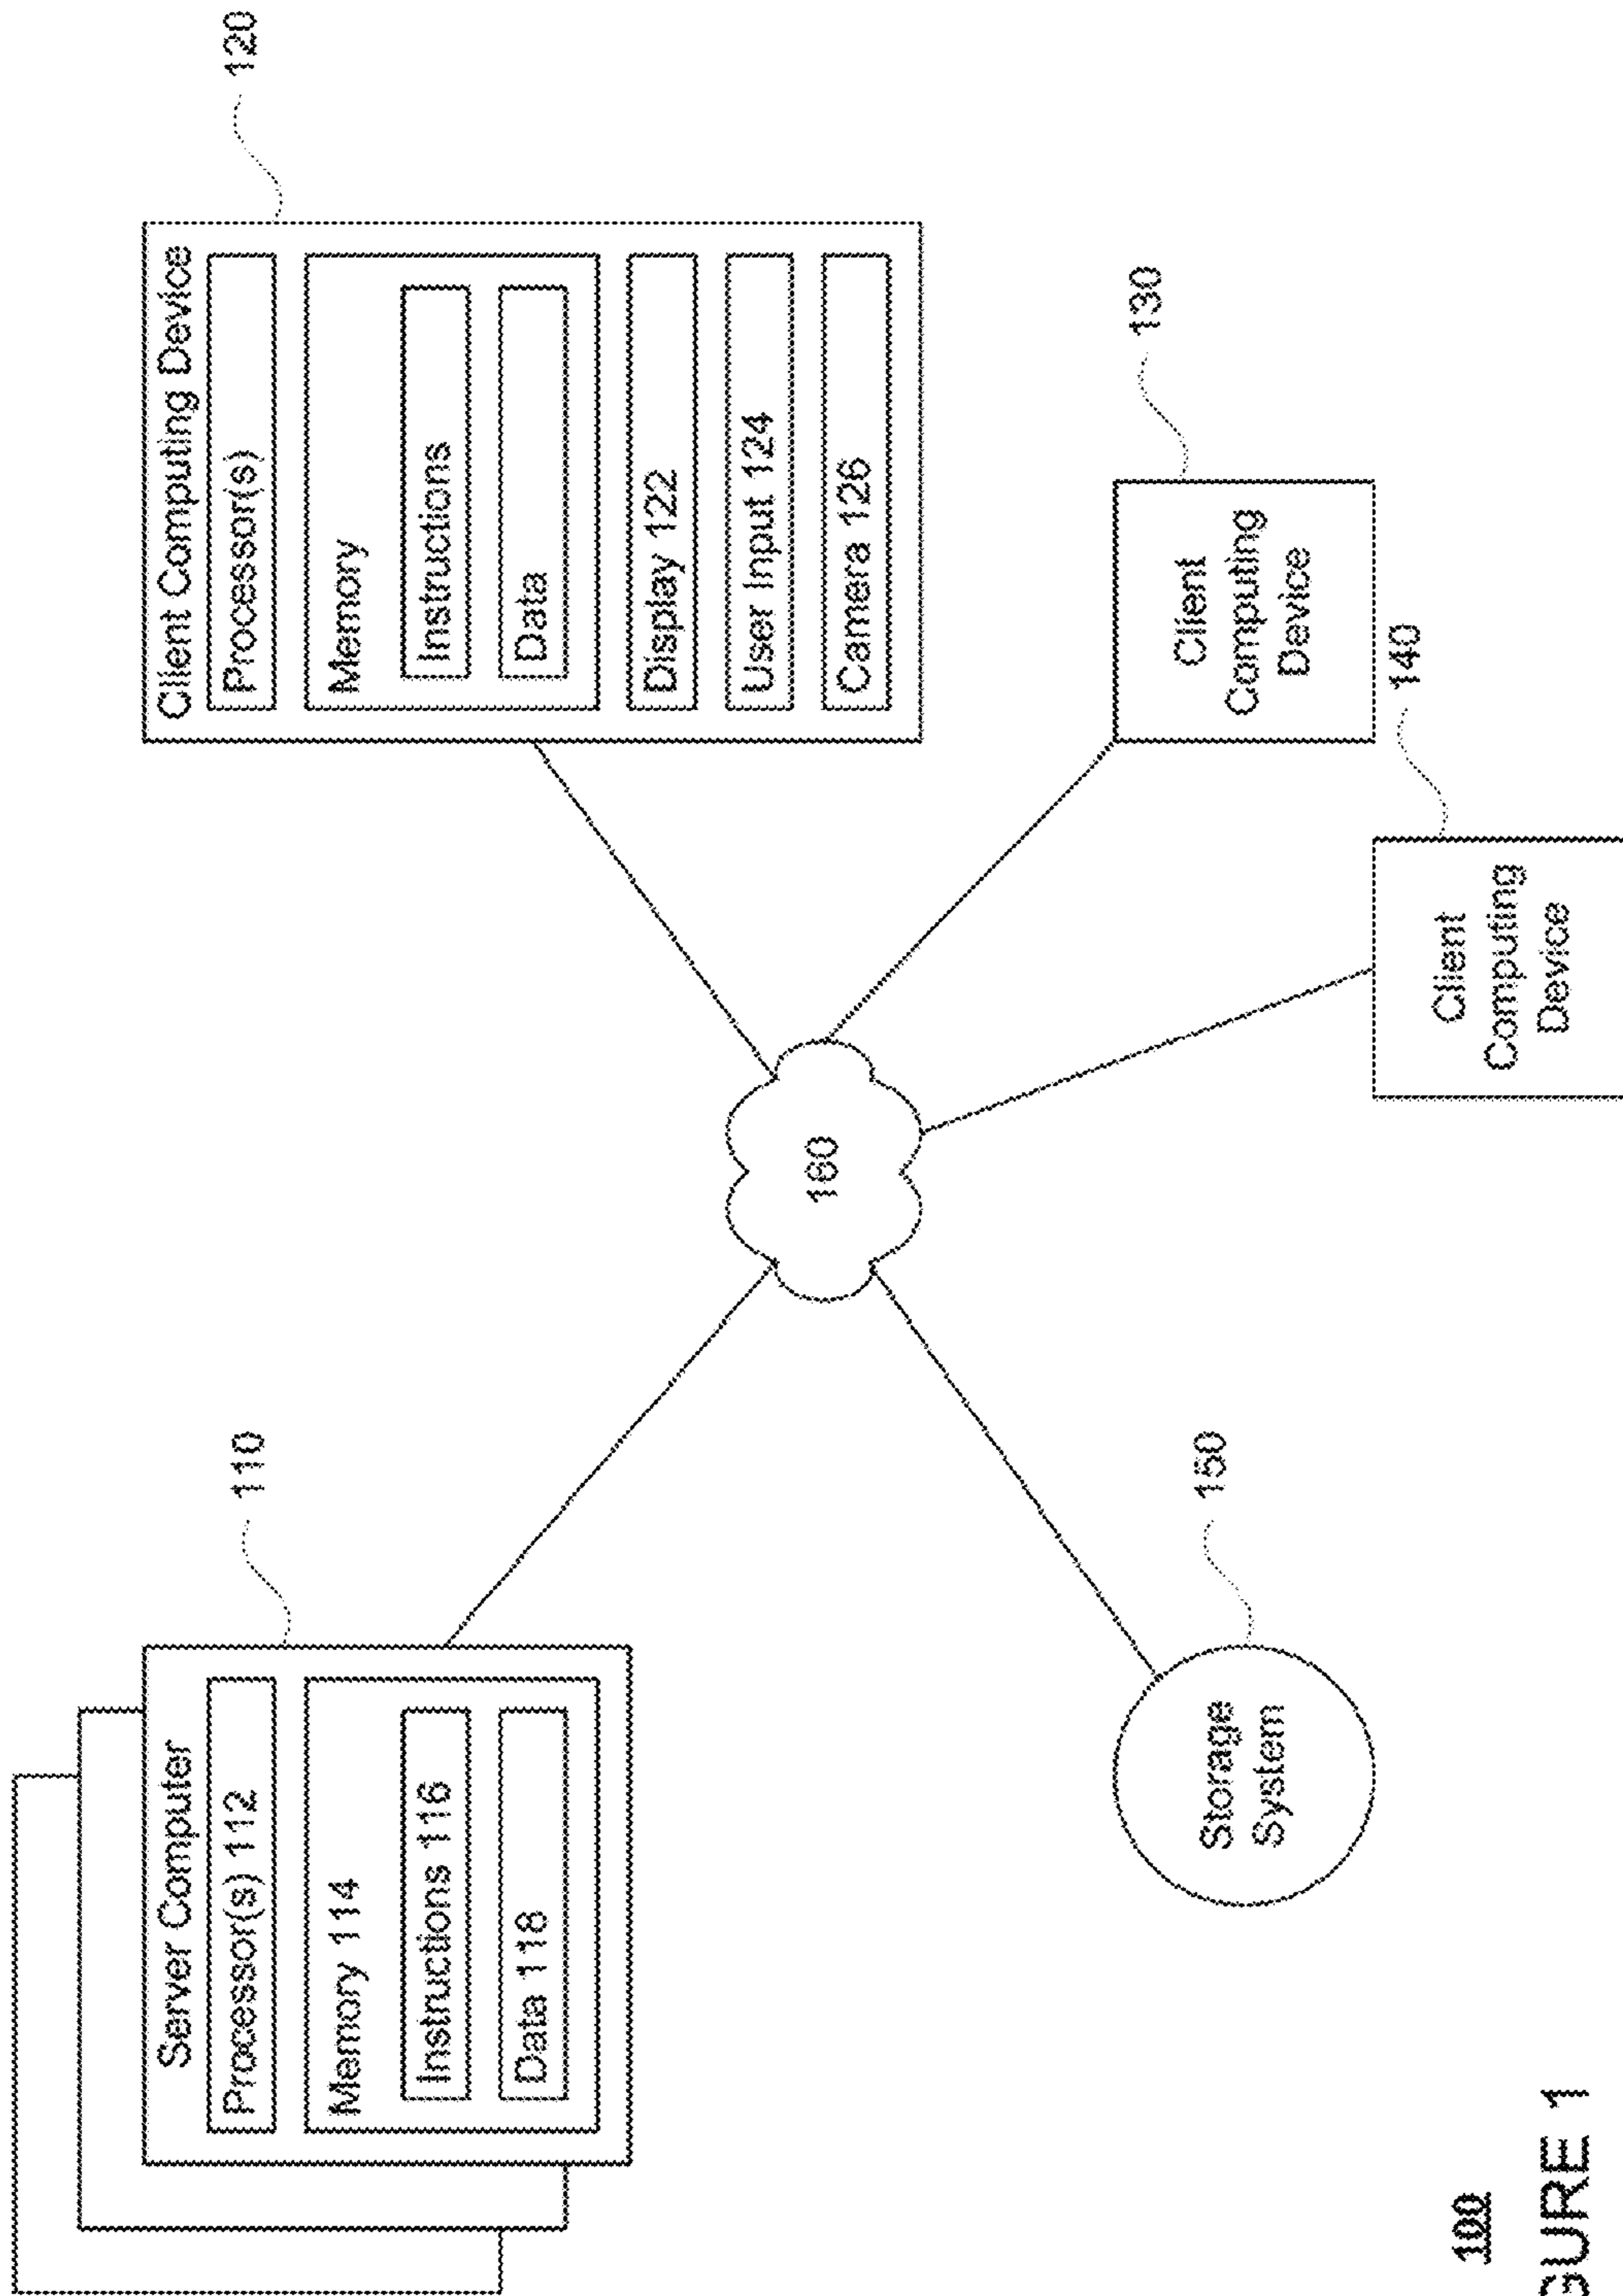 110
Server Computer
Processor(s) 112
Memory 114
Instructions 116
Data 118
120
Client Computing Device
Processor(s)
Memory
Instructions
Data
Display 122
User Input 124
Camera 126
160
130
Client
Computing
Device
140
Client
Computing
Device
150
Storage
System
100
GURE 1